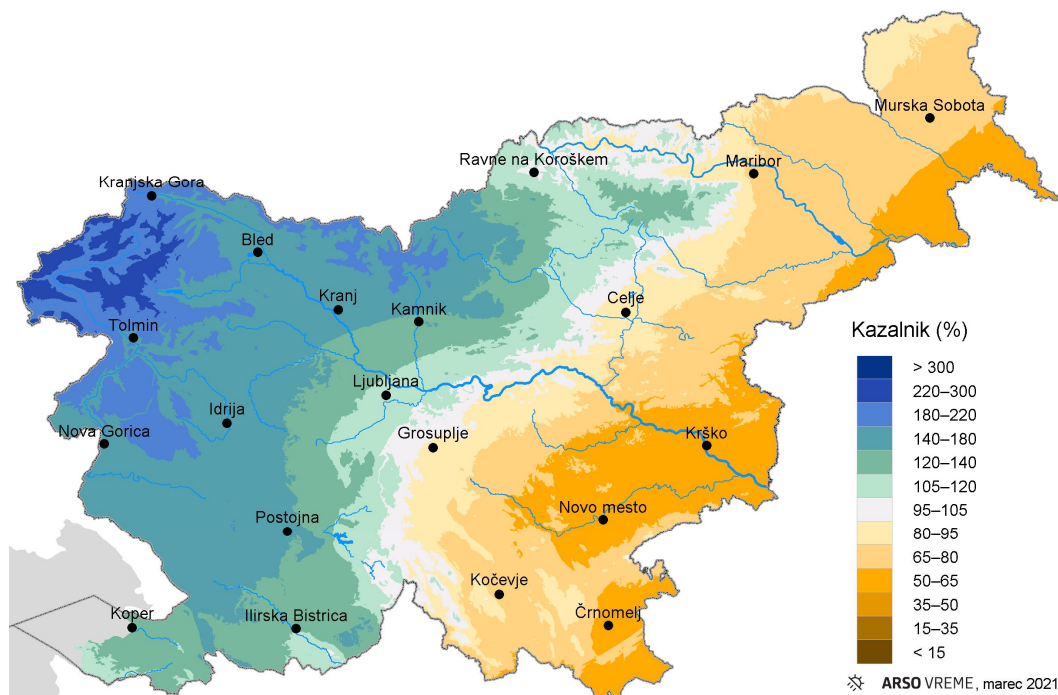 Murska Sobota
Ravne na Koroškem
Maribor
Kranjska Gora
Bled
Kranj
Kamnik
Celje
Tolmin
Ljubljana
Idrija
Nova Gorica
Grosuplje
Krško
Postojna
Novo mesto
Kočevje
Koper
Ilirska Bistrica
Črnomelj
Kazalnik (%)
> 300
220–300
180–220
140–180
120–140
105–120
95–105
80–95
65–80
50–65
35–50
15–35
< 15
ARSO VREME, marec 2021